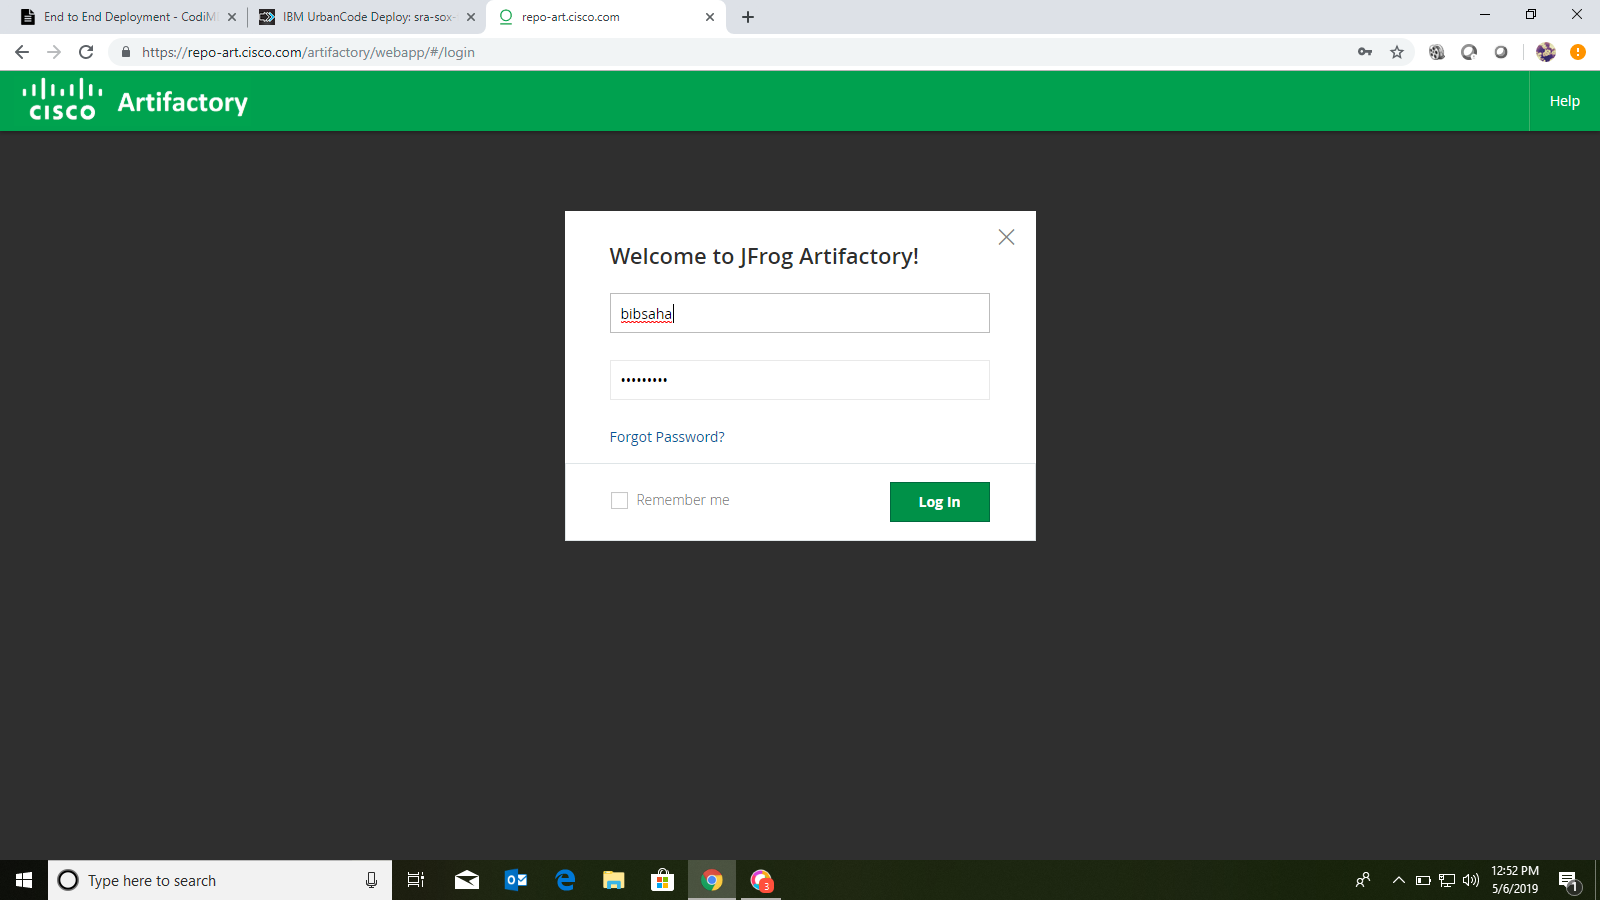 End to End Deployment - CodiM
IBM UrbanCode Deploy: sra-sox-
repo-art.cisco.com
https://repo-art.cisco.com/artifactory/webapp/#/login
CISCO Artifactory
Help
Welcome to JFrog Artifactory!
bibsaha
•••••••••
Forgot Password?
Remember me
Log In
Type here to search
3
12:52 PM
5/6/2019
1